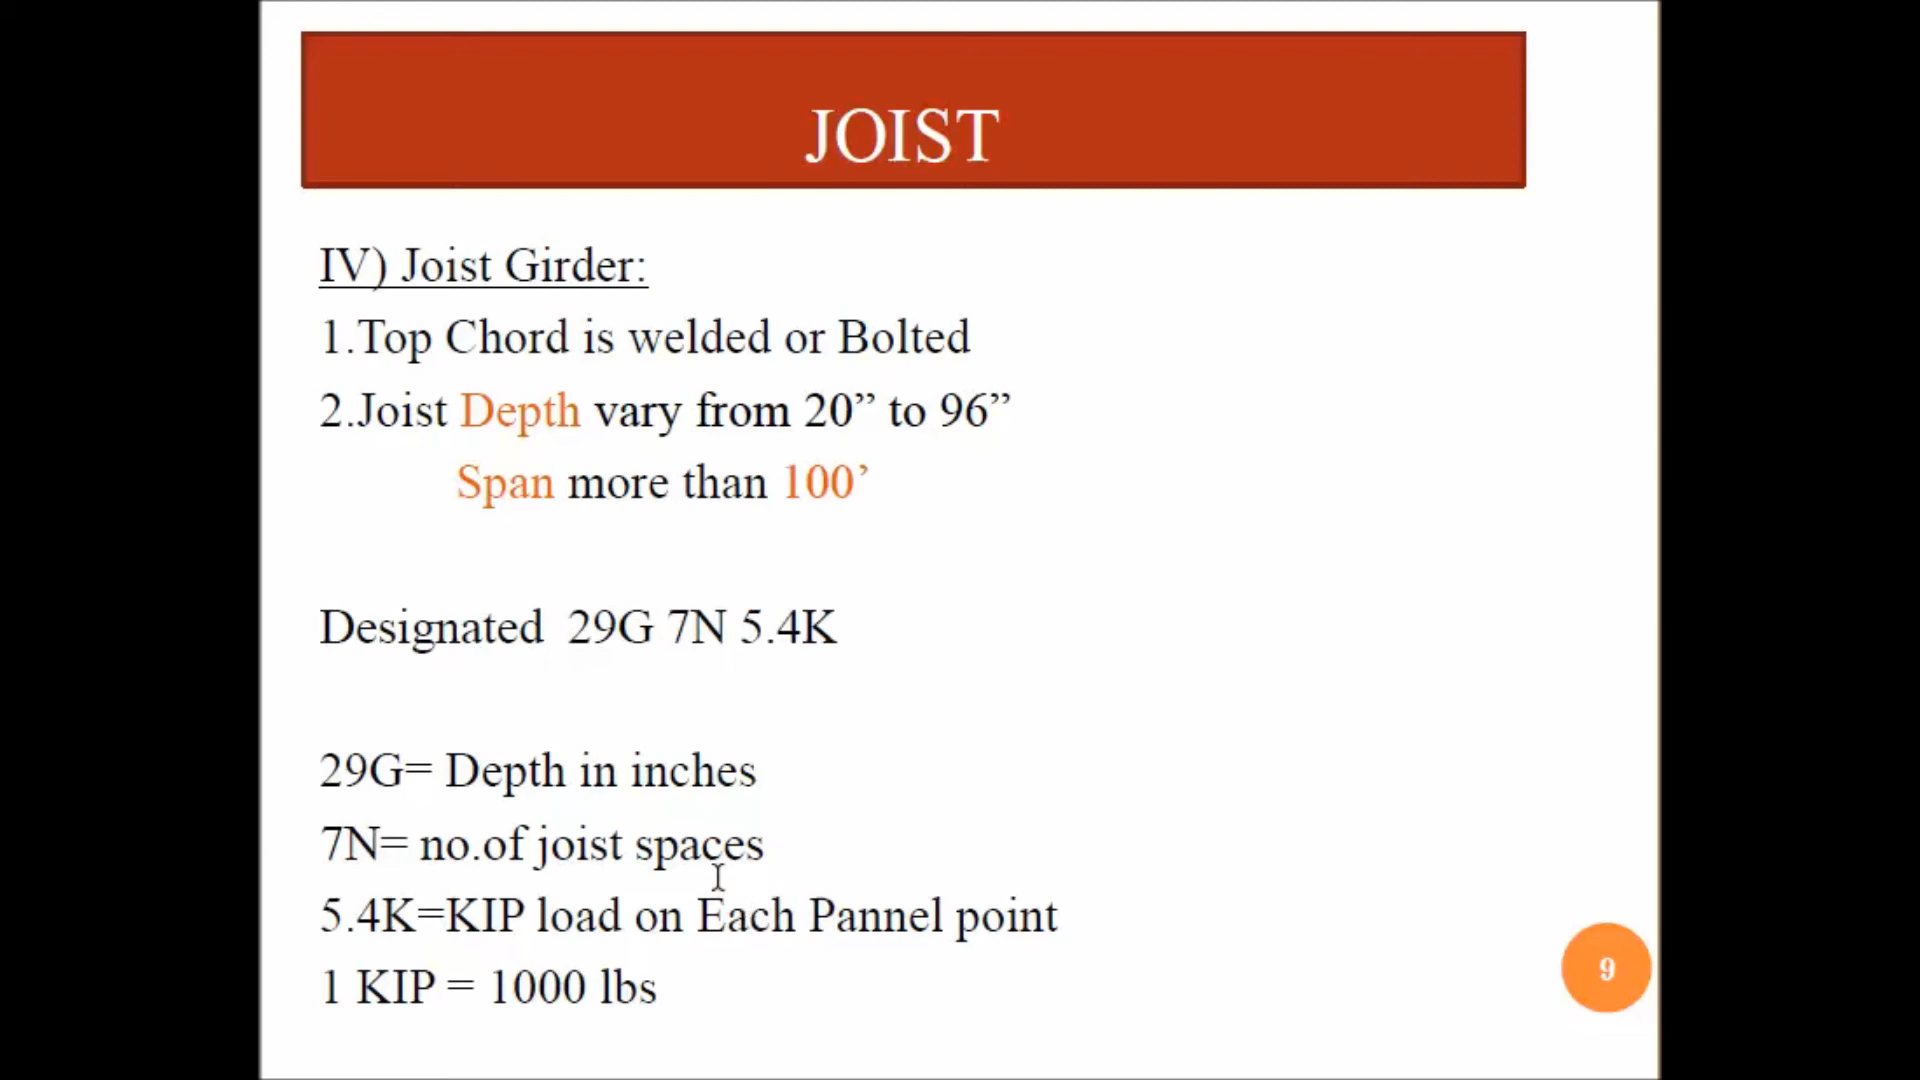 JOIST
IV) Joist Girder:
1.Top Chord is welded or Bolted
2.Joist Depth vary from 20” to 96”
Span more than 100’
Designated  29G 7N 5.4K
29G= Depth in inches
7N= no.of joist spaces
5.4K=KIP load on Each Pannel point
1 KIP = 1000 lbs
9